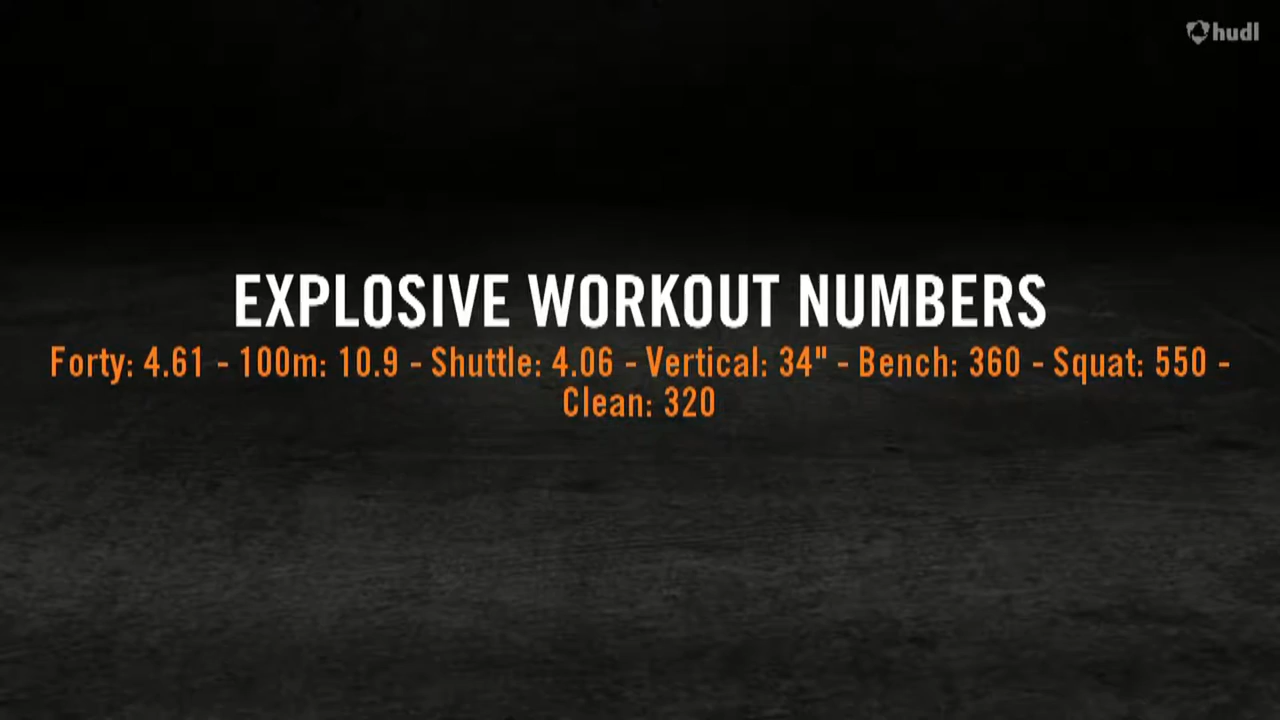 hudl
EXPLOSIVE WORKOUT NUMBERS
Forty: 4.61 - 100m: 10.9 - Shuttle: 4.06 - Vertical: 34" - Bench: 360 - Squat: 550 -
Clean: 320